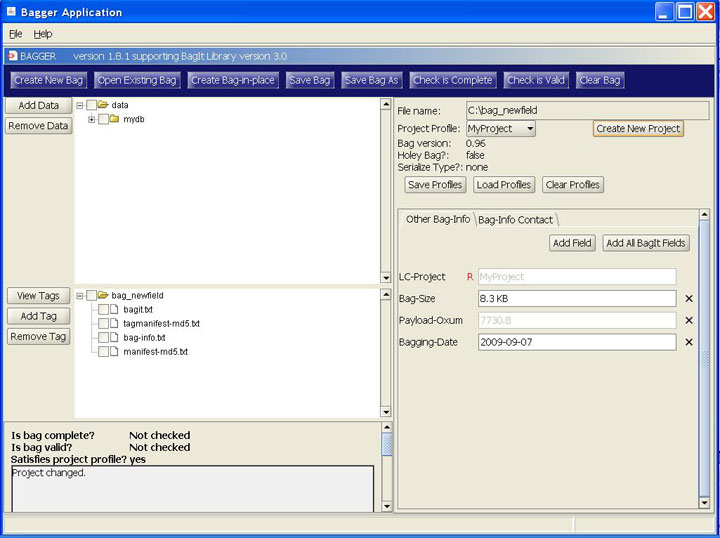 Bagger Application
File Help
BAGGER version 1.8.1 supporting BagIt Library version 3.0
Create New Bag Open Existing Bag Create Bag-in-place Save Bag Save Bag As Check is Complete Check is Valid Clear Bag
Add Data
Remove Data
data
mydb
View Tags
Add Tag
Remove Tag
bag_newfield
bagit.txt
tagmanifest-md5.txt
bag-info.txt
manifest-md5.txt
Is bag complete? Not checked
Is bag valid? Not checked
Satisfies project profile? yes
Project changed.
File name: C:\bag_newfield
Project Profile: MyProject Create New Project
Bag version: 0.96
Holey Bag?: false
Serialize Type?: none
Save Profiles Load Profiles Clear Profiles
Other Bag-Info Bag-Info Contact
Add Field Add All BagIt Fields
LC-Project R MyProject
Bag-Size 8.3 KB
Payload-Oxum 7730.8
Bagging-Date 2009-09-07